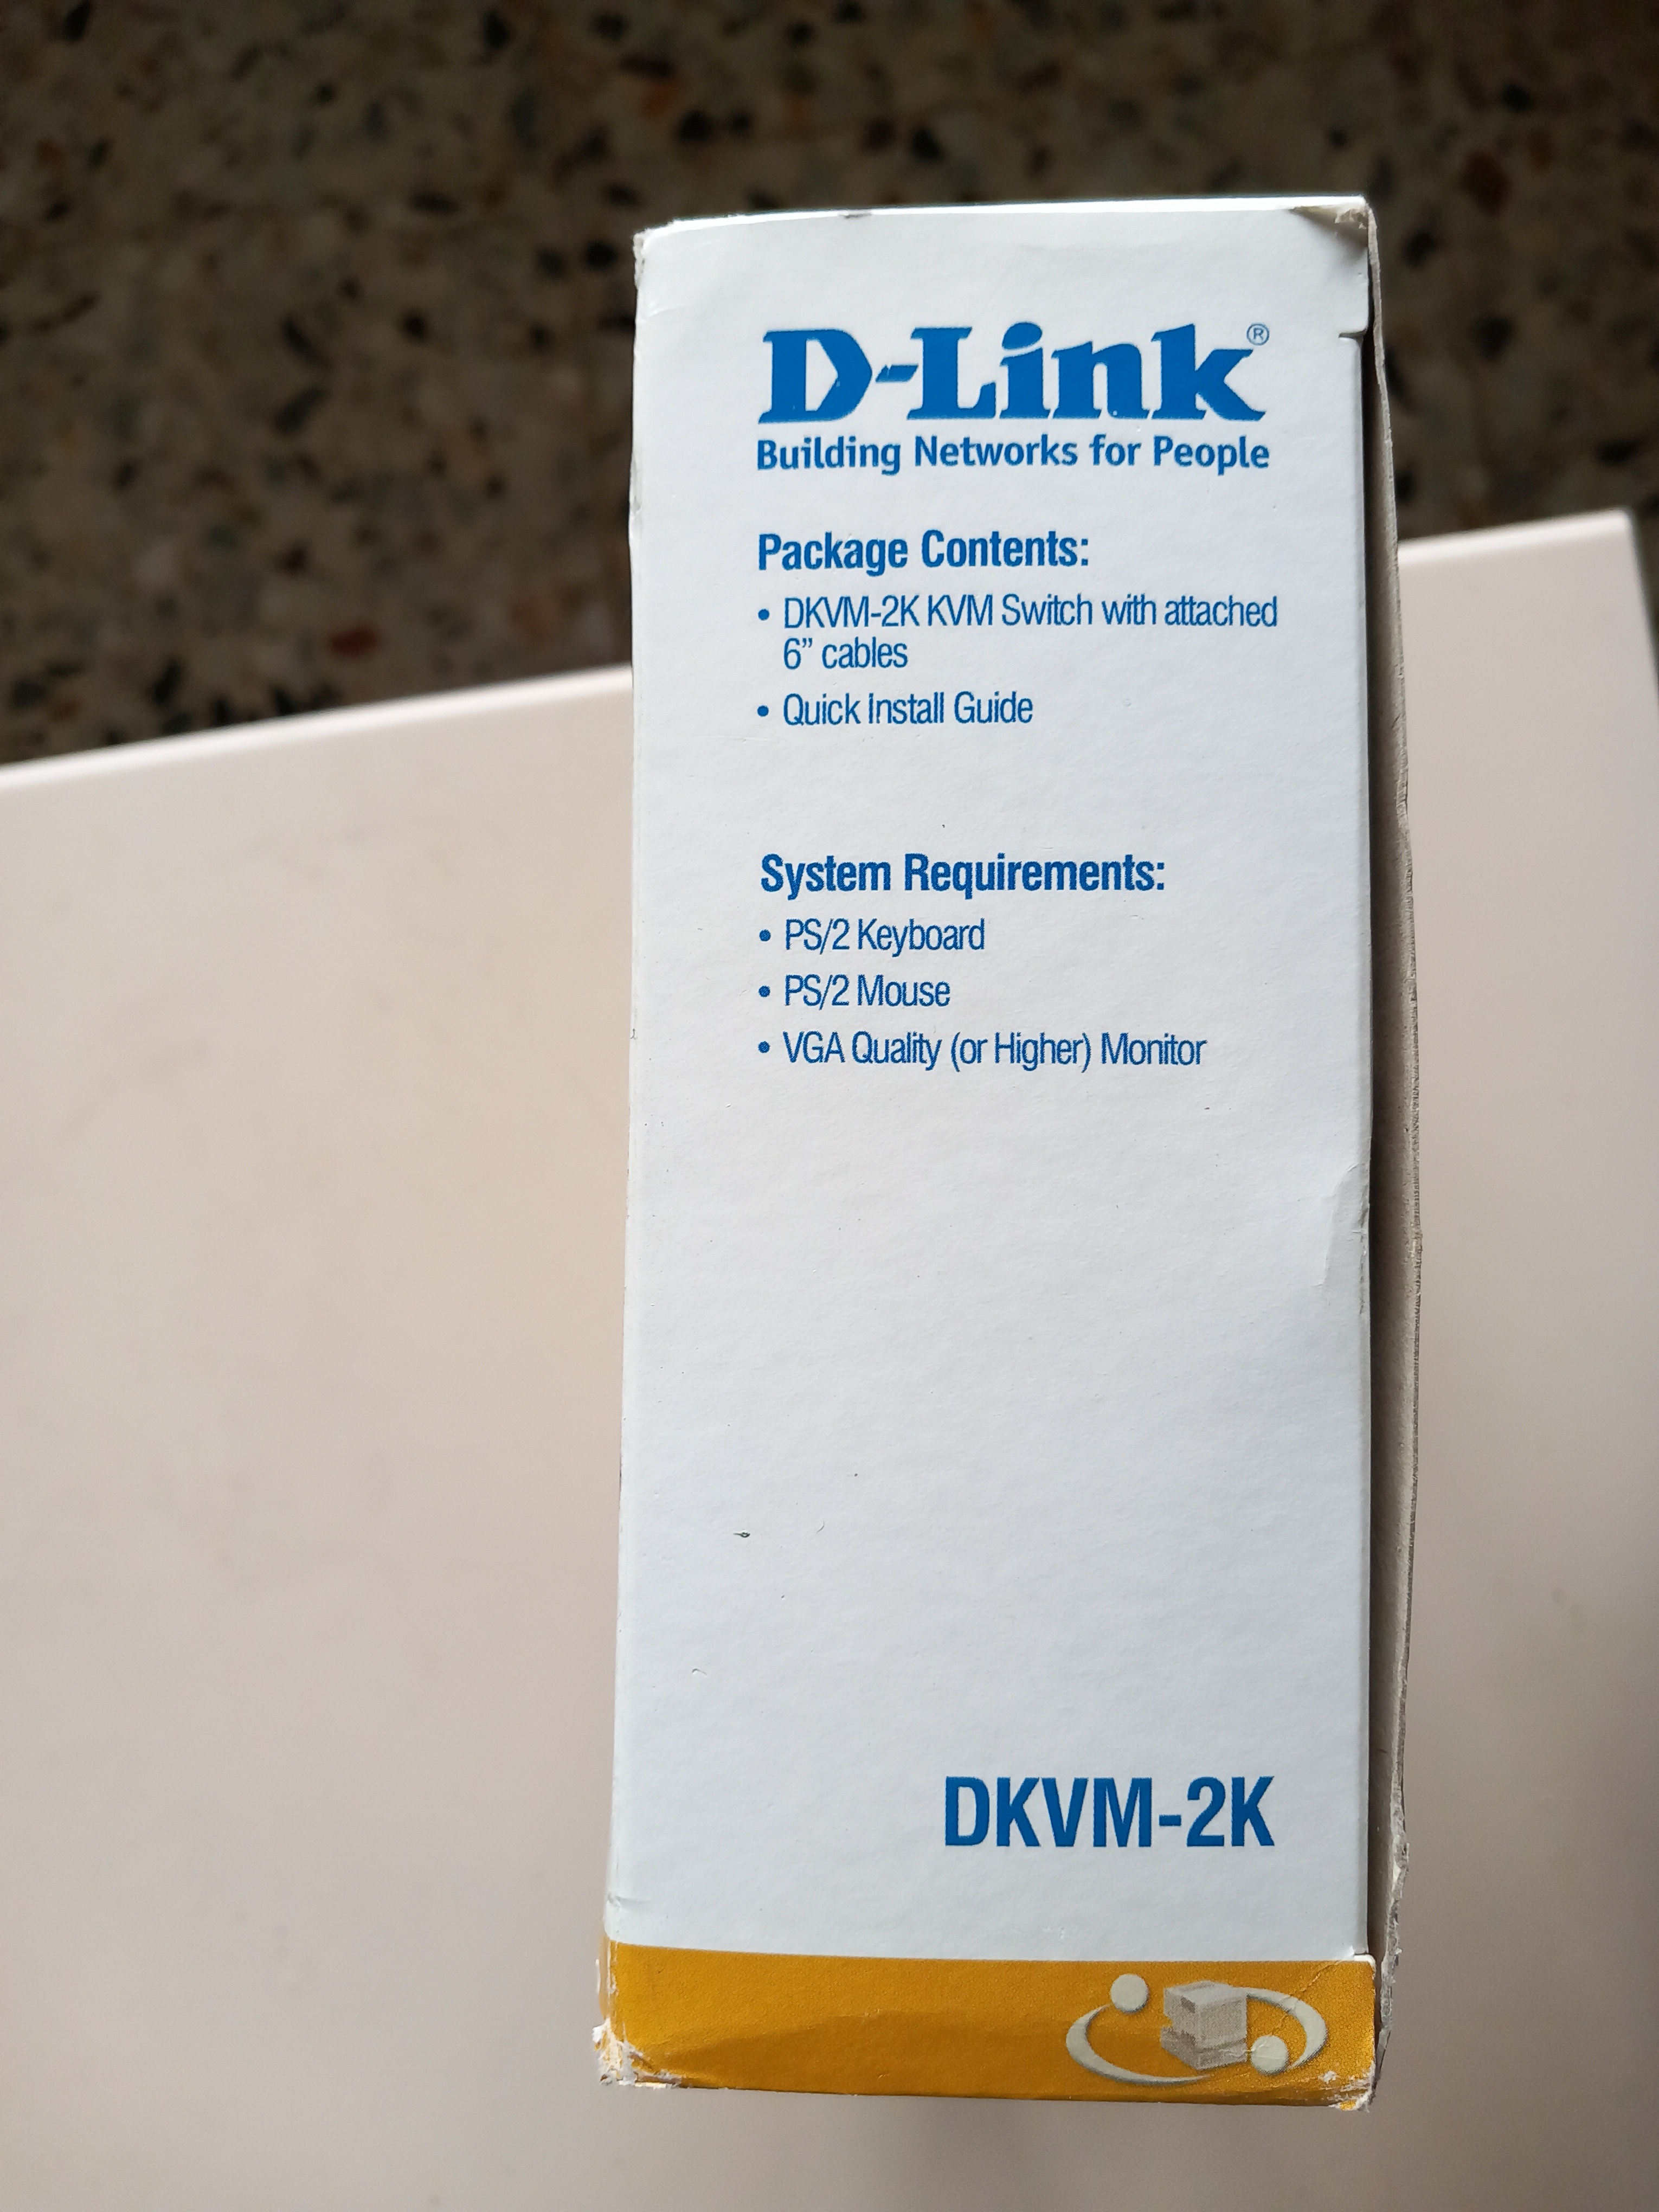 D-Link®
Building Networks for People
Package Contents:
• DKVM-2K KVM Switch with attached
6” cables
• Quick Install Guide
System Requirements:
• PS/2 Keyboard
• PS/2 Mouse
• VGA Quality (or Higher) Monitor
DKVM-2K